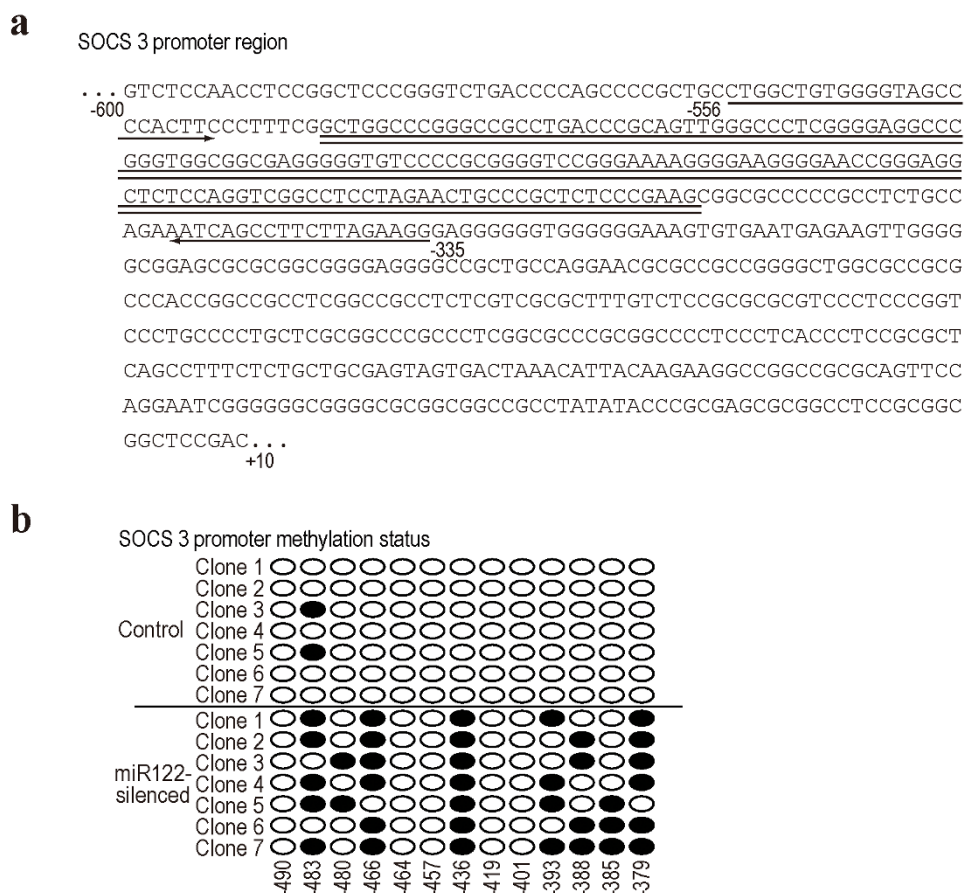 a
SOCS 3 promoter region
...GTCTCCAACCTCCGGCTCCCGGGTCTGACCCCAGCCCCGCTGCCTGGCTGTGGGGTAGCC
-600
-556
CCACTTCCCTTTCGGCTGGCCCGGGCCGCCTGACCCGCAGTTGGGCCCTCGGGGAGGCCC
GGGTGGCGGCGAGGGGGTGTCCCCGCGGGGTCCGGGAAAAGGGGAAGGGGAACCGGGAGG
CTCTCCAGGTCGGCCTCCTAGAACTGCCCGCTCTCCCGAAGCGGCGCCCCCGCCTCTGCC
AGAAATCAGCCTTCTTAGAAGGGAGGGGGGTGGGGGGAAAGTGTGAATGAGAAGTTGGGG
-335
GCGGAGCGCGCGGCGGGGAGGGGCCGCTGCCAGGAACGCGCCGCCGGGGCTGGCGCCGCG
CCCACCGGCCGCCTCGGCCGCCTCTCGTCGCGCTTTGTCTCCGCGCGCGTCCCTCCCGGT
CCCTGCCCCTGCTCGCGGCCCGCCCTCGGCGCCCGCGGCCCCTCCCTCACCCTCCGCGCT
CAGCCTTTCTCTGCTGCGAGTAGTGACTAAACATTACAAGAAGGCCGGCCGCGCAGTTCC
AGGAATCGGGGGGCGGGGCGCGGCGGCCGCCTATATACCCGCGAGCGCGGCCTCCGCGGC
GGCTCCGAC...
+10
b
SOCS 3 promoter methylation status
Control
Clone 1
Clone 2
Clone 3
Clone 4
Clone 5
Clone 6
Clone 7
miR122-
silenced
Clone 1
Clone 2
Clone 3
Clone 4
Clone 5
Clone 6
Clone 7
-490
-483
-480
-466
-464
-457
-436
-419
-401
-393
-388
-385
-379